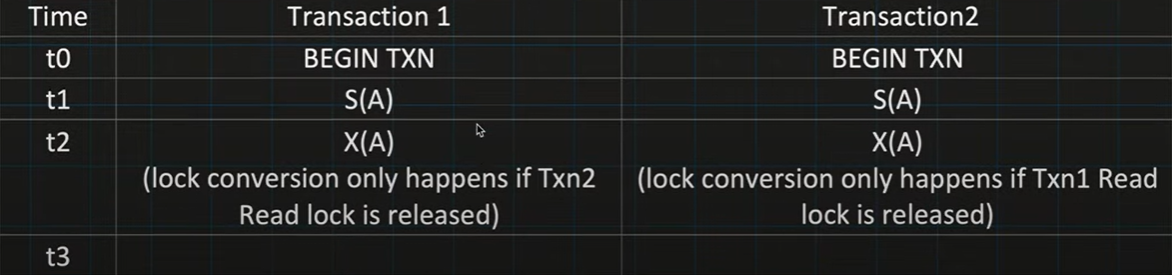 Time Transaction 1 Transaction2
t0 BEGIN TXN BEGIN TXN
t1 S(A) S(A)
t2 X(A) X(A)
(lock conversion only happens if Txn2 (lock conversion only happens if Txn1 Read
Read lock is released) lock is released)
t3